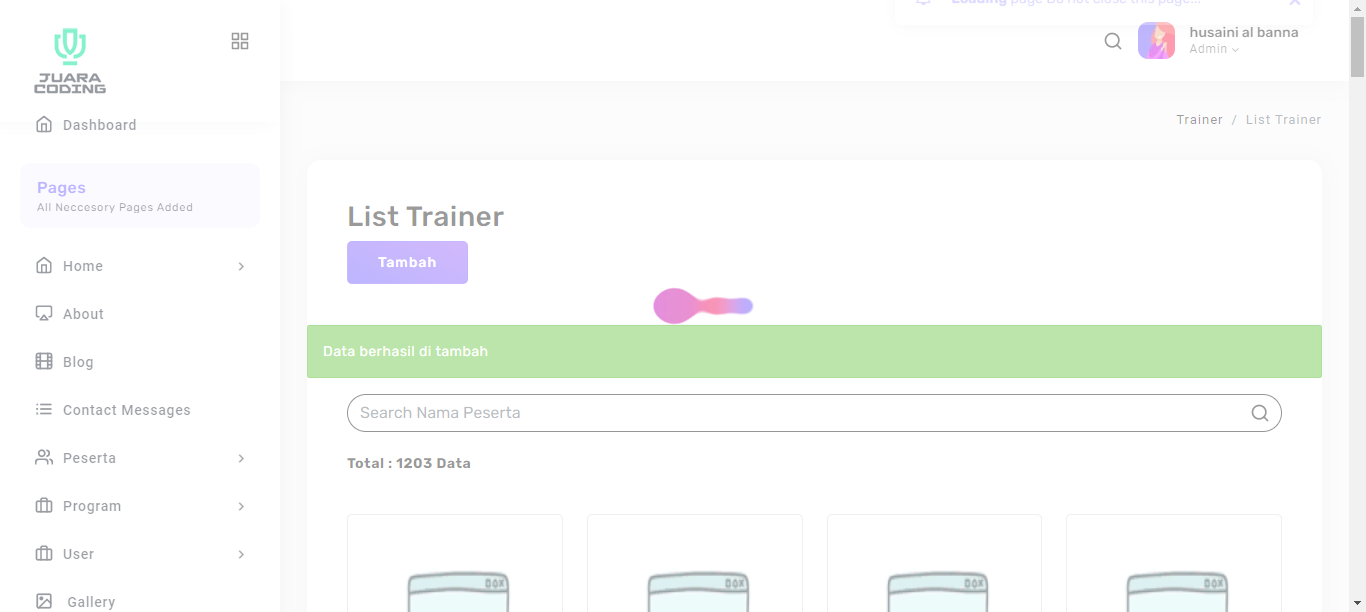 Loading page Do not close this page...
husaini al banna
Admin
JUARA
CODING
Dashboard
Pages
All Neccesory Pages Added
Home
About
Blog
Contact Messages
Peserta
Program
User
Gallery
Trainer / List Trainer
List Trainer
Tambah
Data berhasil di tambah
Search Nama Peserta
Total : 1203 Data
BOX BOX BOX BOX